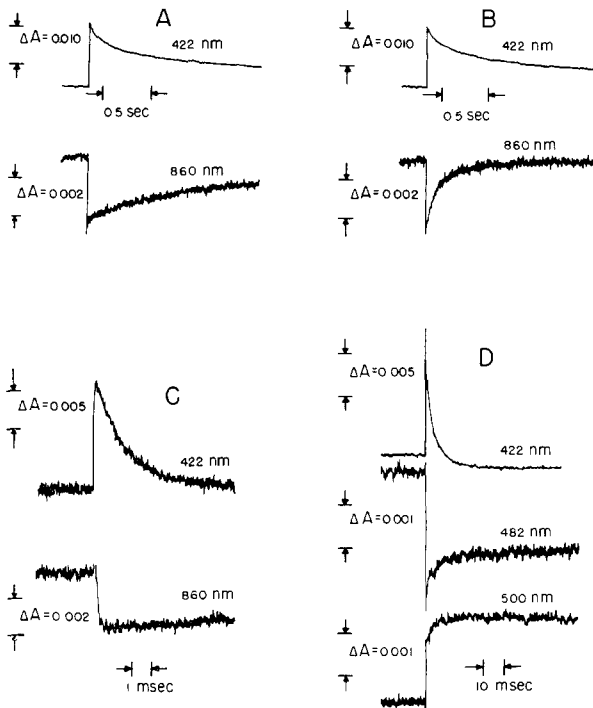 A
ΔA=0.010
422 nm
0.5 sec
860 nm
ΔA=0.002
B
ΔA=0.010
422 nm
0.5 sec
860 nm
ΔA=0.002
C
ΔA=0.005
422 nm
860 nm
ΔA=0.002
1 msec
D
ΔA=0.005
422 nm
ΔA=0.001
482 nm
500 nm
ΔA=0.001
10 msec